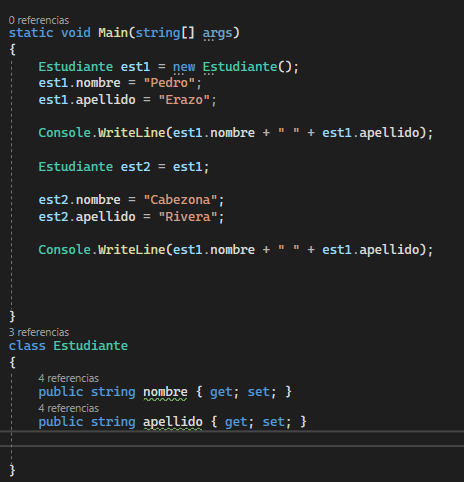 0 referencias
static void Main(string[] args)
{
Estudiante est1 = new Estudiante();
est1.nombre = "Pedro";
est1.apellido = "Erazo";
Console.WriteLine(est1.nombre + " " + est1.apellido);
Estudiante est2 = est1;
est2.nombre = "Cabezona";
est2.apellido = "Rivera";
Console.WriteLine(est1.nombre + " " + est1.apellido);
}
3 referencias
class Estudiante
{
4 referencias
public string nombre { get; set; }
4 referencias
public string apellido { get; set; }
}